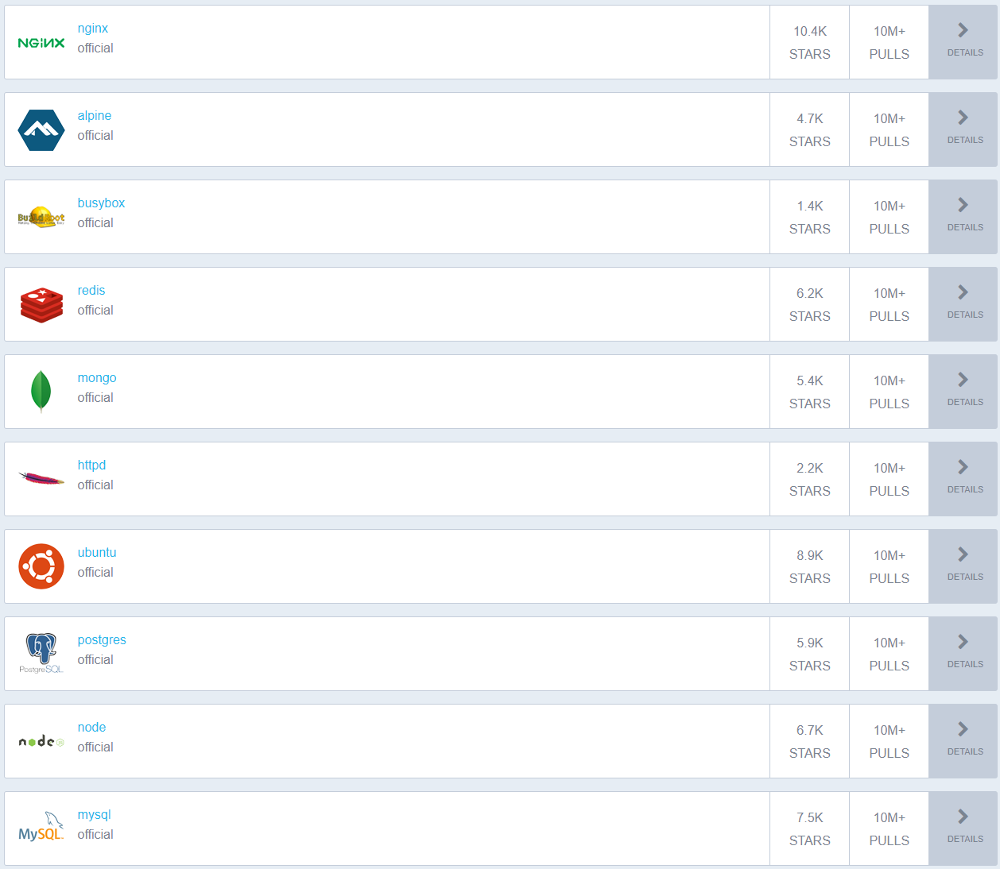 NGINX
nginx
official
10.4K
STARS
10M+
PULLS
DETAILS
alpine
official
4.7K
STARS
10M+
PULLS
DETAILS
BuildRoot
busybox
official
1.4K
STARS
10M+
PULLS
DETAILS
redis
official
6.2K
STARS
10M+
PULLS
DETAILS
mongo
official
5.4K
STARS
10M+
PULLS
DETAILS
httpd
official
2.2K
STARS
10M+
PULLS
DETAILS
ubuntu
official
8.9K
STARS
10M+
PULLS
DETAILS
PostgreSQL
postgres
official
5.9K
STARS
10M+
PULLS
DETAILS
node
node
official
6.7K
STARS
10M+
PULLS
DETAILS
MySQL
mysql
official
7.5K
STARS
10M+
PULLS
DETAILS